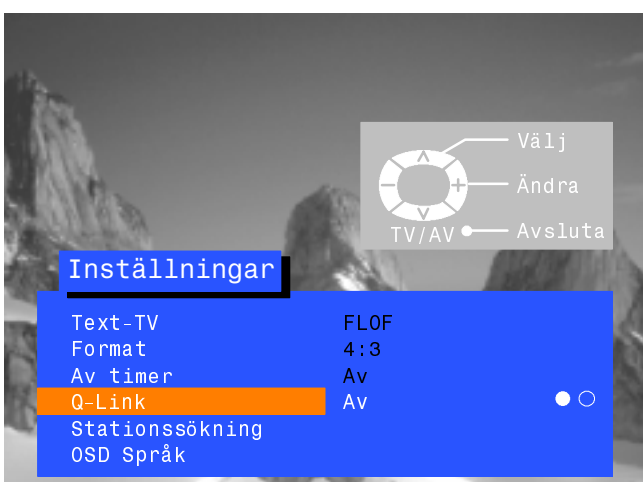 Välj
Ändra
TV/AV Avsluta
Inställningar
Text-TV FLOF
Format 4:3
Av timer Av
Q-Link Av
Stationssökning
OSD Språk